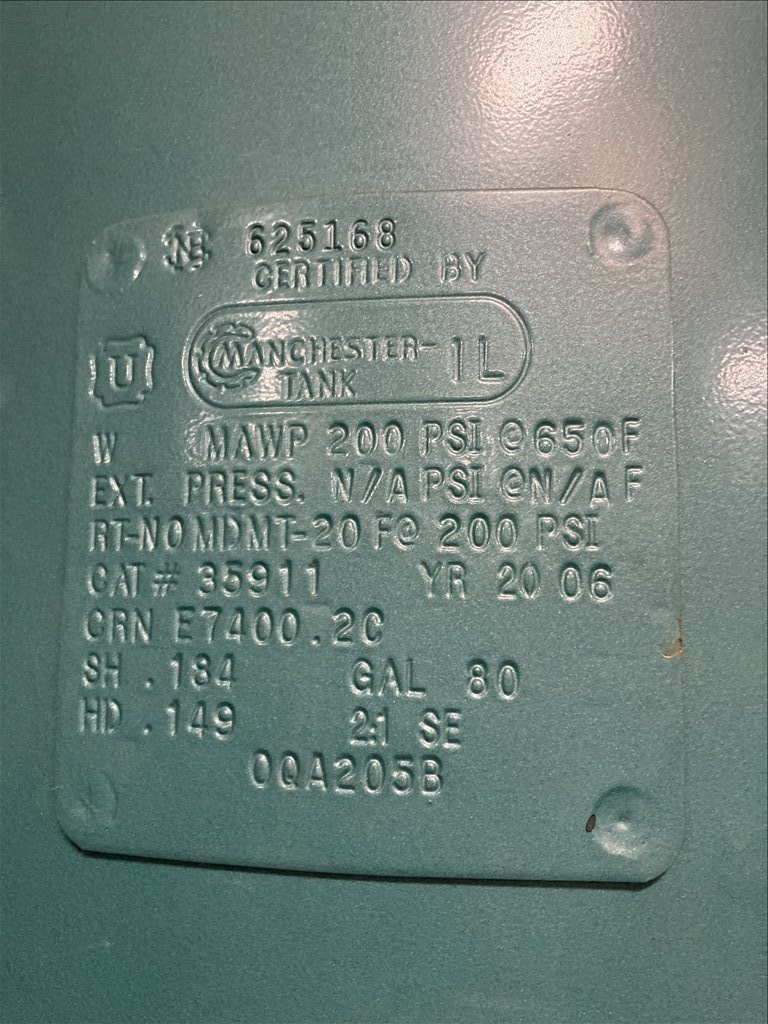 NB 625168
CERTIFIED BY
U MANCHESTER TANK 1L
W MAWP 200 PSI @ 650F
EXT. PRESS. N/A PSI @ N/A F
RT-NO MDMT-20 F@ 200 PSI
CAT# 35911 YR 20 06
CRN E7400.2C
SH .184 GAL 80
HD .149 2:1 SE
0QA205B